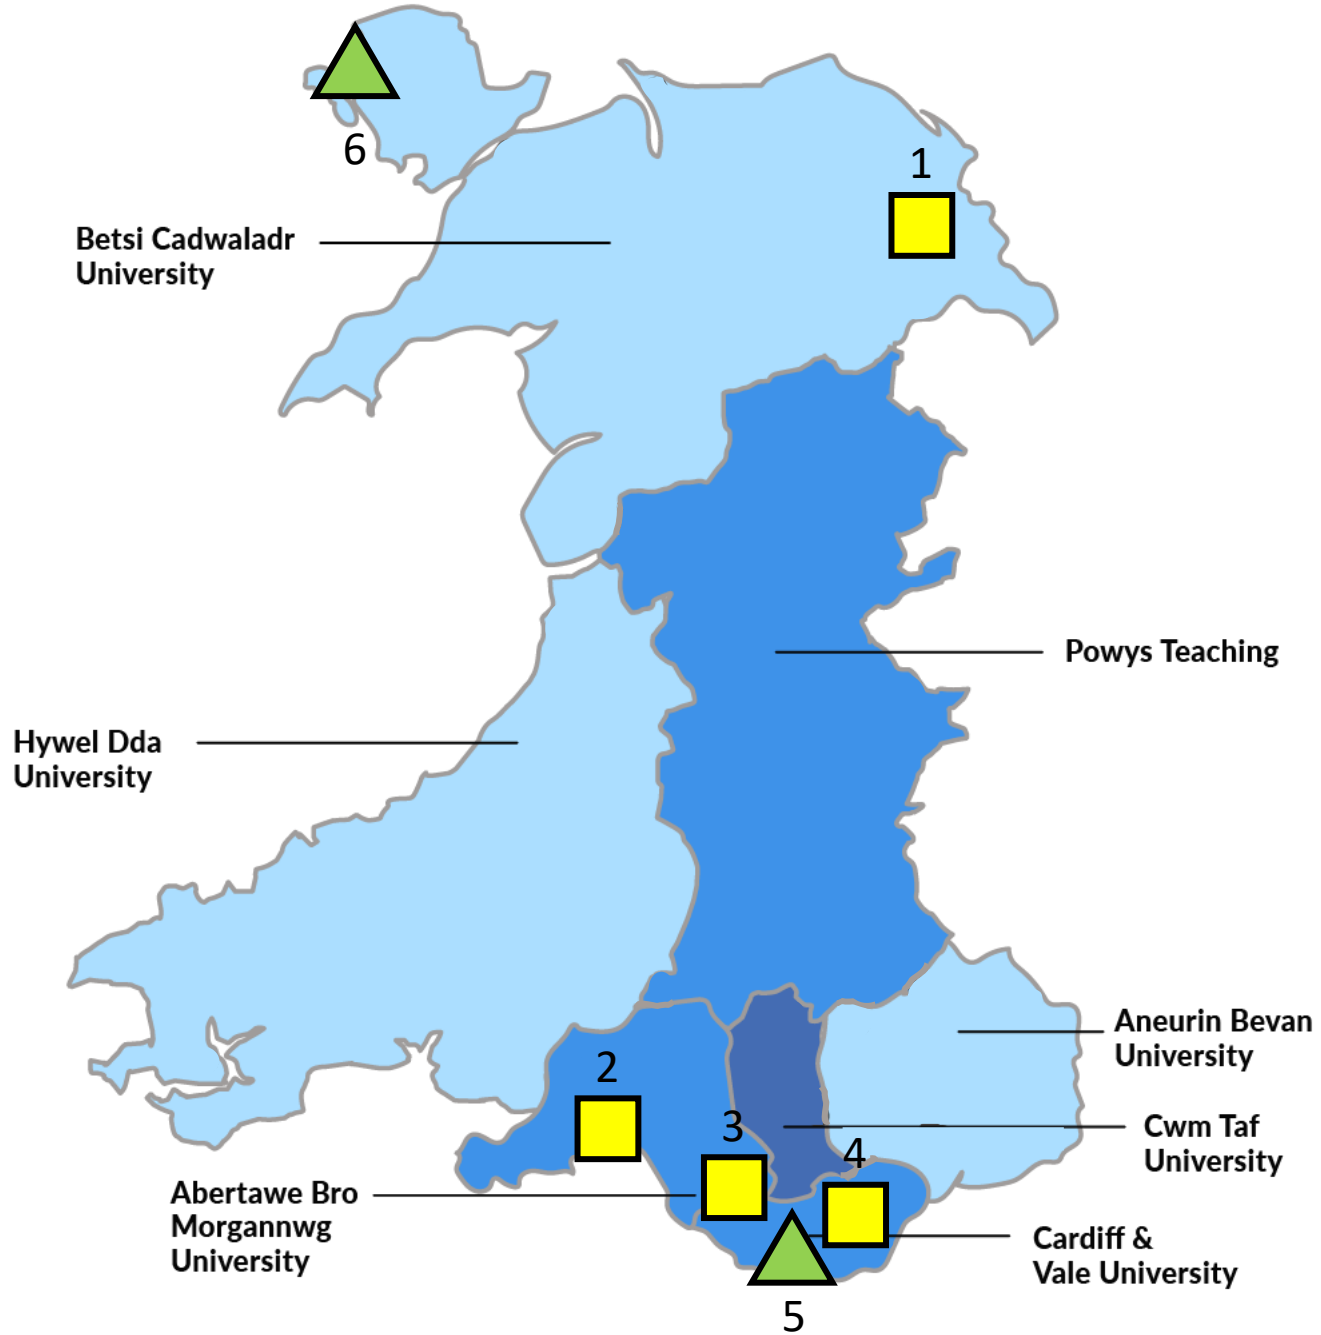 6
1
Betsi Cadwaladr
University
Powys Teaching
Hywel Dda
University
Aneurin Bevan
University
2
3
Cwm Taf
University
4
Abertawe Bro
Morgannwg
University
Cardiff &
Vale University
5